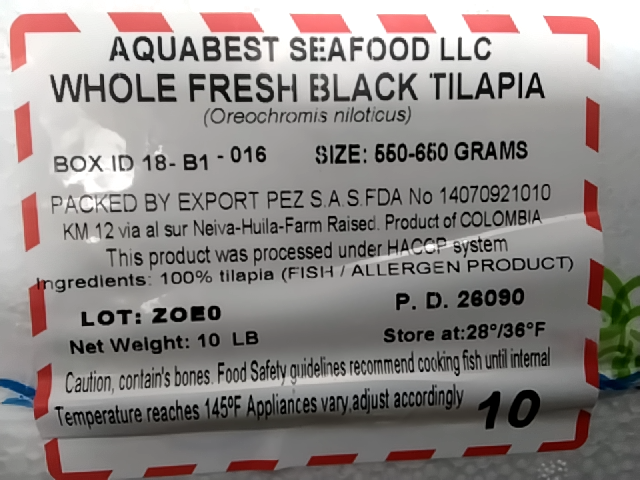 AQUABEST SEAFOOD LLC
WHOLE FRESH BLACK TILAPIA
(Oreochromis niloticus)
BOX ID 18- B1 - 016 SIZE: 550-650 GRAMS
PACKED BY EXPORT PEZ S.A.S.FDA No 14070921010
KM 12 via al sur Neiva-Huila-Farm Raised. Product of COLOMBIA
This product was processed under HACCP system
Ingredients: 100% tilapia (FISH / ALLERGEN PRODUCT)
LOT: ZOE0 P. D. 26090
Net Weight: 10 LB Store at:28°/36°F
Caution, contain's bones. Food Safety guidelines recommend cooking fish until internal
Temperature reaches 145ºF Appliances vary,adjust accordingly 10